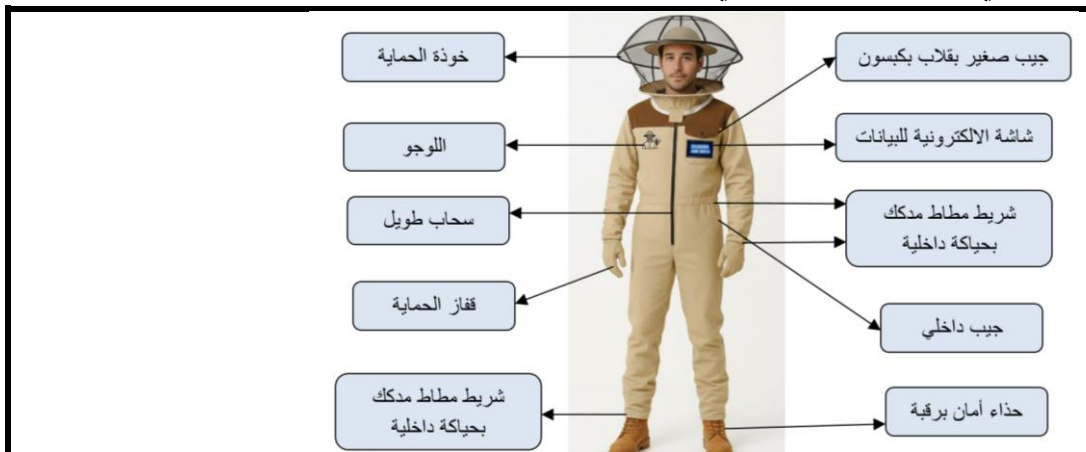 خوذة الحماية
جيب صغير بقلاب بكبسون
اللوجو
شاشة الالكترونية للبيانات
سحاب طويل
شريط مطاط مدكك
بحياكة داخلية
قفاز الحماية
جيب داخلي
شريط مطاط مدكك
بحياكة داخلية
حذاء أمان برقبة